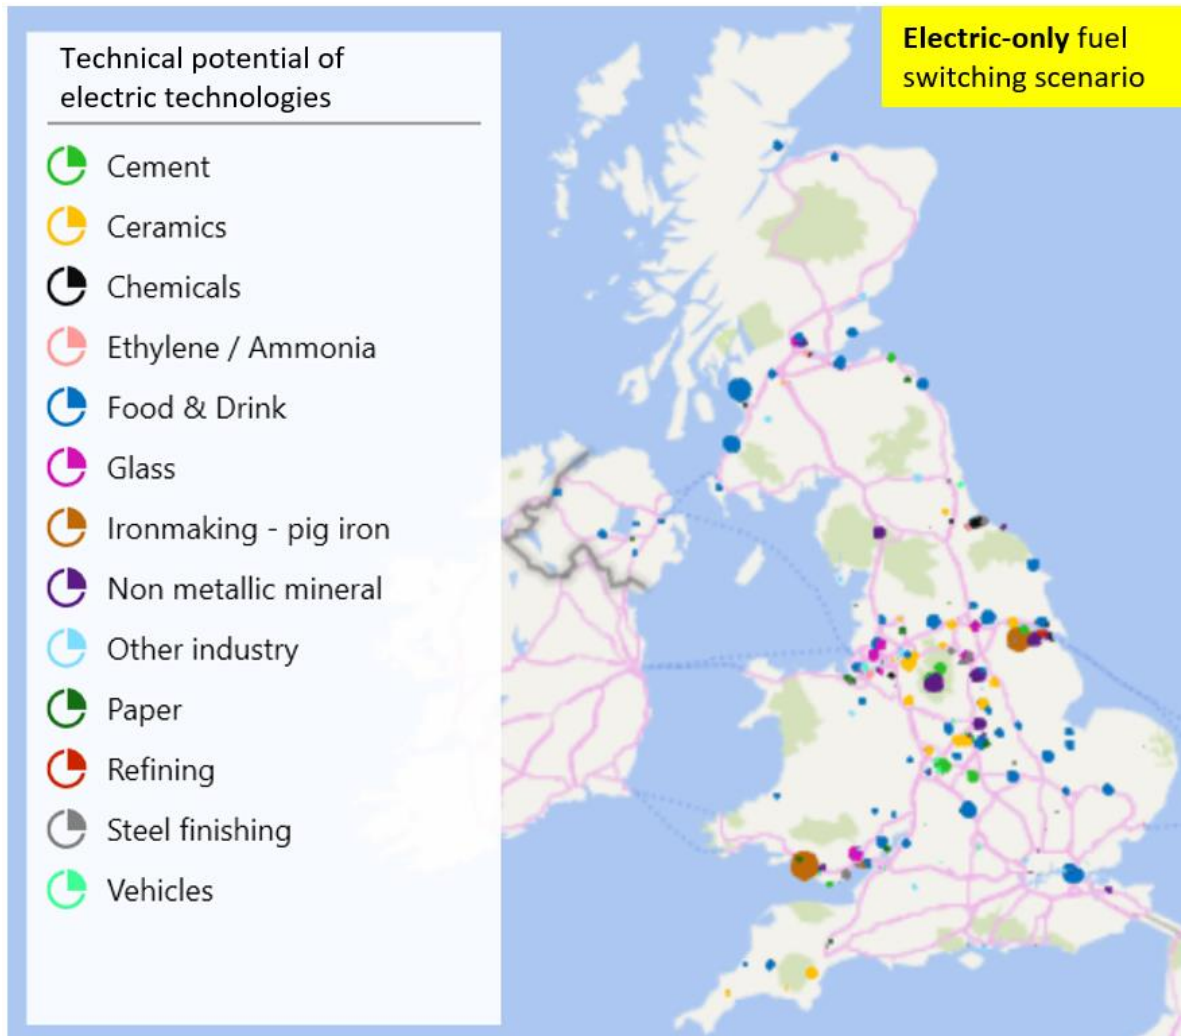 Technical potential of
electric technologies
Cement
Ceramics
Chemicals
Ethylene / Ammonia
Food & Drink
Glass
Ironmaking - pig iron
Non metallic mineral
Other industry
Paper
Refining
Steel finishing
Vehicles
Electric-only fuel
switching scenario